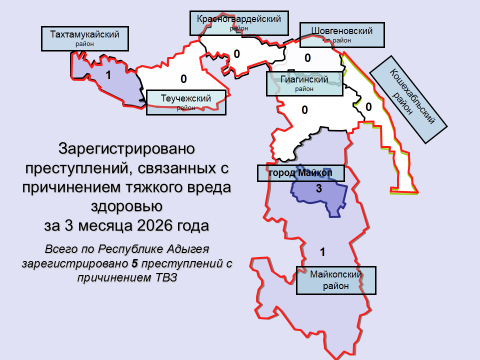 Красногвардейский
район
Тахтамукайский
район
Шовгеновский
район
0
0
1
0
Гиагинский
район
Кошехабльский
район
Теучежский
район
0
0
Зарегистрировано
преступлений, связанных с
причинением тяжкого вреда
здоровью
за 3 месяца 2026 года
город Майкоп
3
Всего по Республике Адыгея
зарегистрировано 5 преступлений с
причинением ТВЗ
1
Майкопский
район